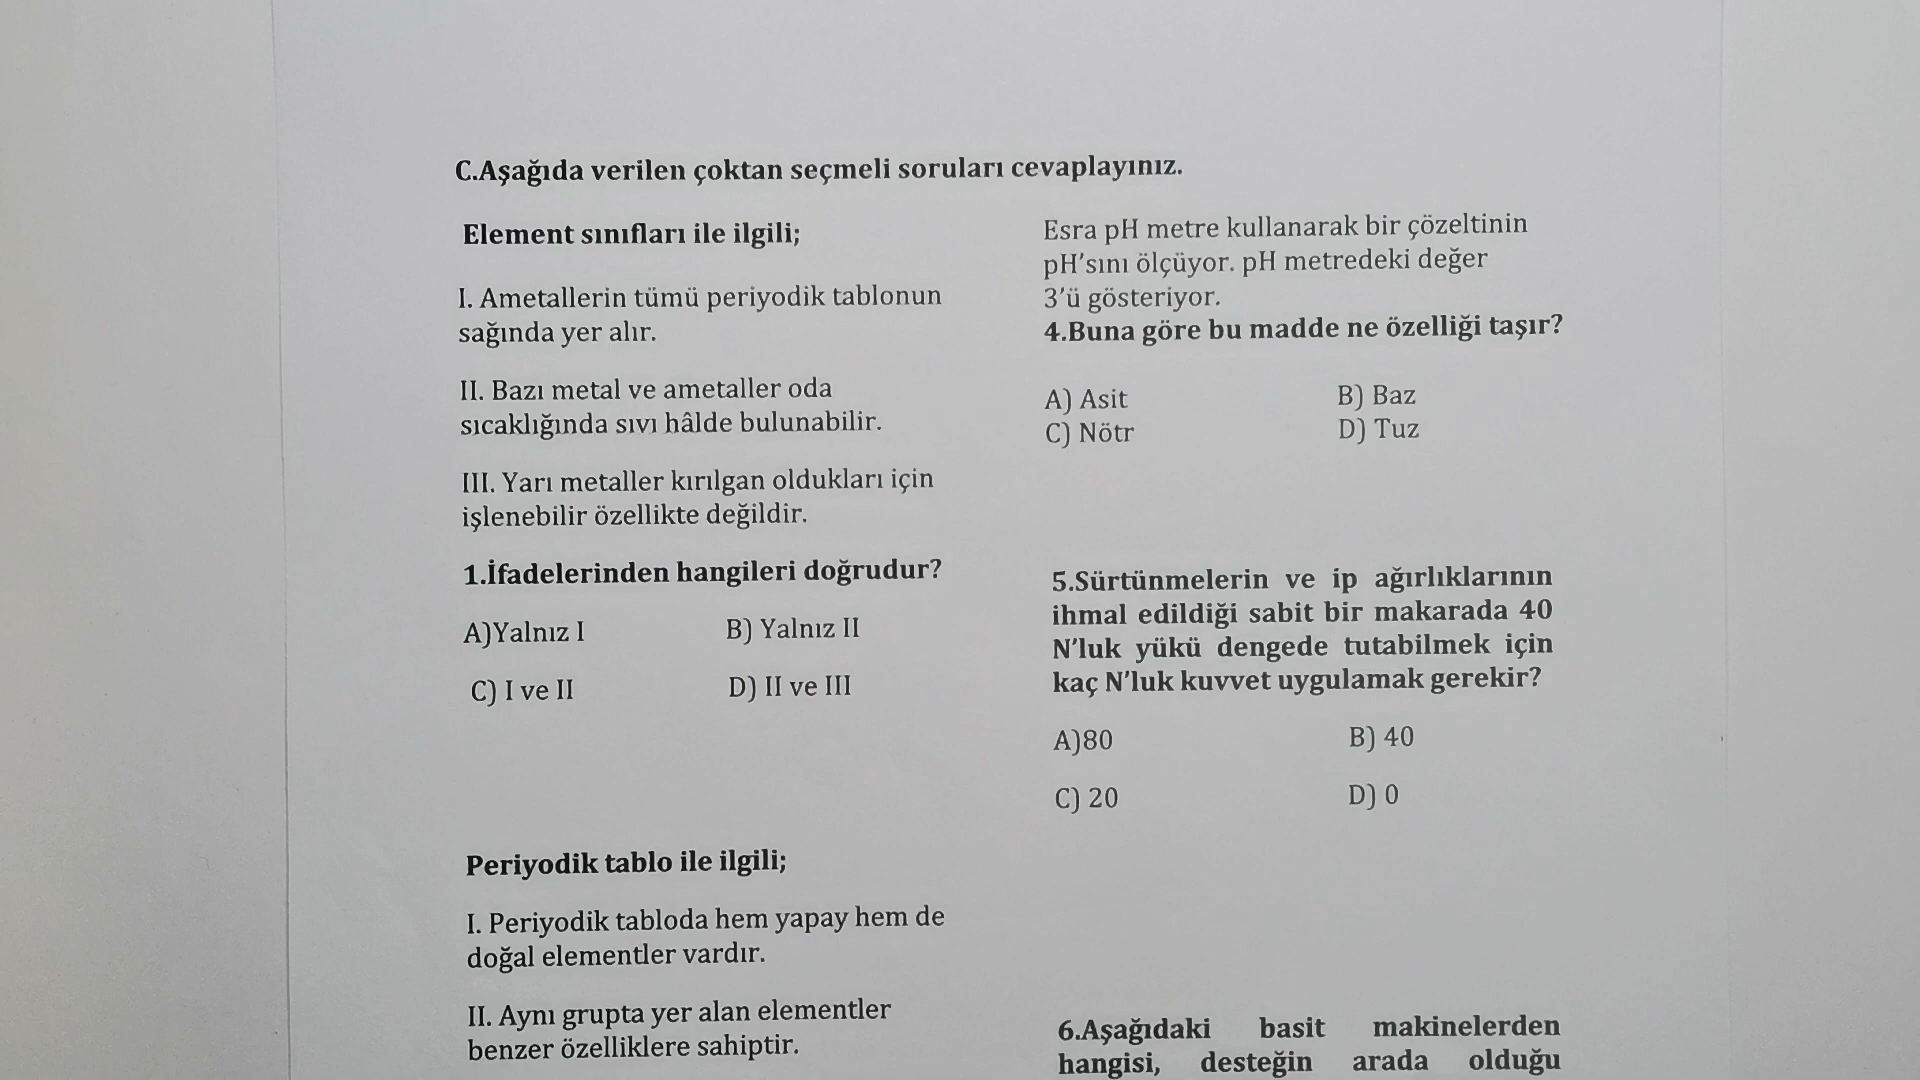 C.Aşağıda verilen çoktan seçmeli soruları cevaplayınız.
Element sınıfları ile ilgili;
I. Ametallerin tümü periyodik tablonun
sağında yer alır.
II. Bazı metal ve ametaller oda
sıcaklığında sıvı hâlde bulunabilir.
III. Yarı metaller kırılgan oldukları için
işlenebilir özellikte değildir.
1.İfadelerinden hangileri doğrudur?
A)Yalnız I B) Yalnız II
C) I ve II D) II ve III
Periyodik tablo ile ilgili;
I. Periyodik tabloda hem yapay hem de
doğal elementler vardır.
II. Aynı grupta yer alan elementler
benzer özelliklere sahiptir.
Esra pH metre kullanarak bir çözeltinin
pH'sını ölçüyor. pH metredeki değer
3'ü gösteriyor.
4.Buna göre bu madde ne özelliği taşır?
A) Asit B) Baz
C) Nötr D) Tuz
5.Sürtünmelerin ve ip ağırlıklarının
ihmal edildiği sabit bir makarada 40
N'luk yükü dengede tutabilmek için
kaç N'luk kuvvet uygulamak gerekir?
A)80 B) 40
C) 20 D) 0
6.Aşağıdaki basit makinelerden
hangisi, desteğin arada olduğu